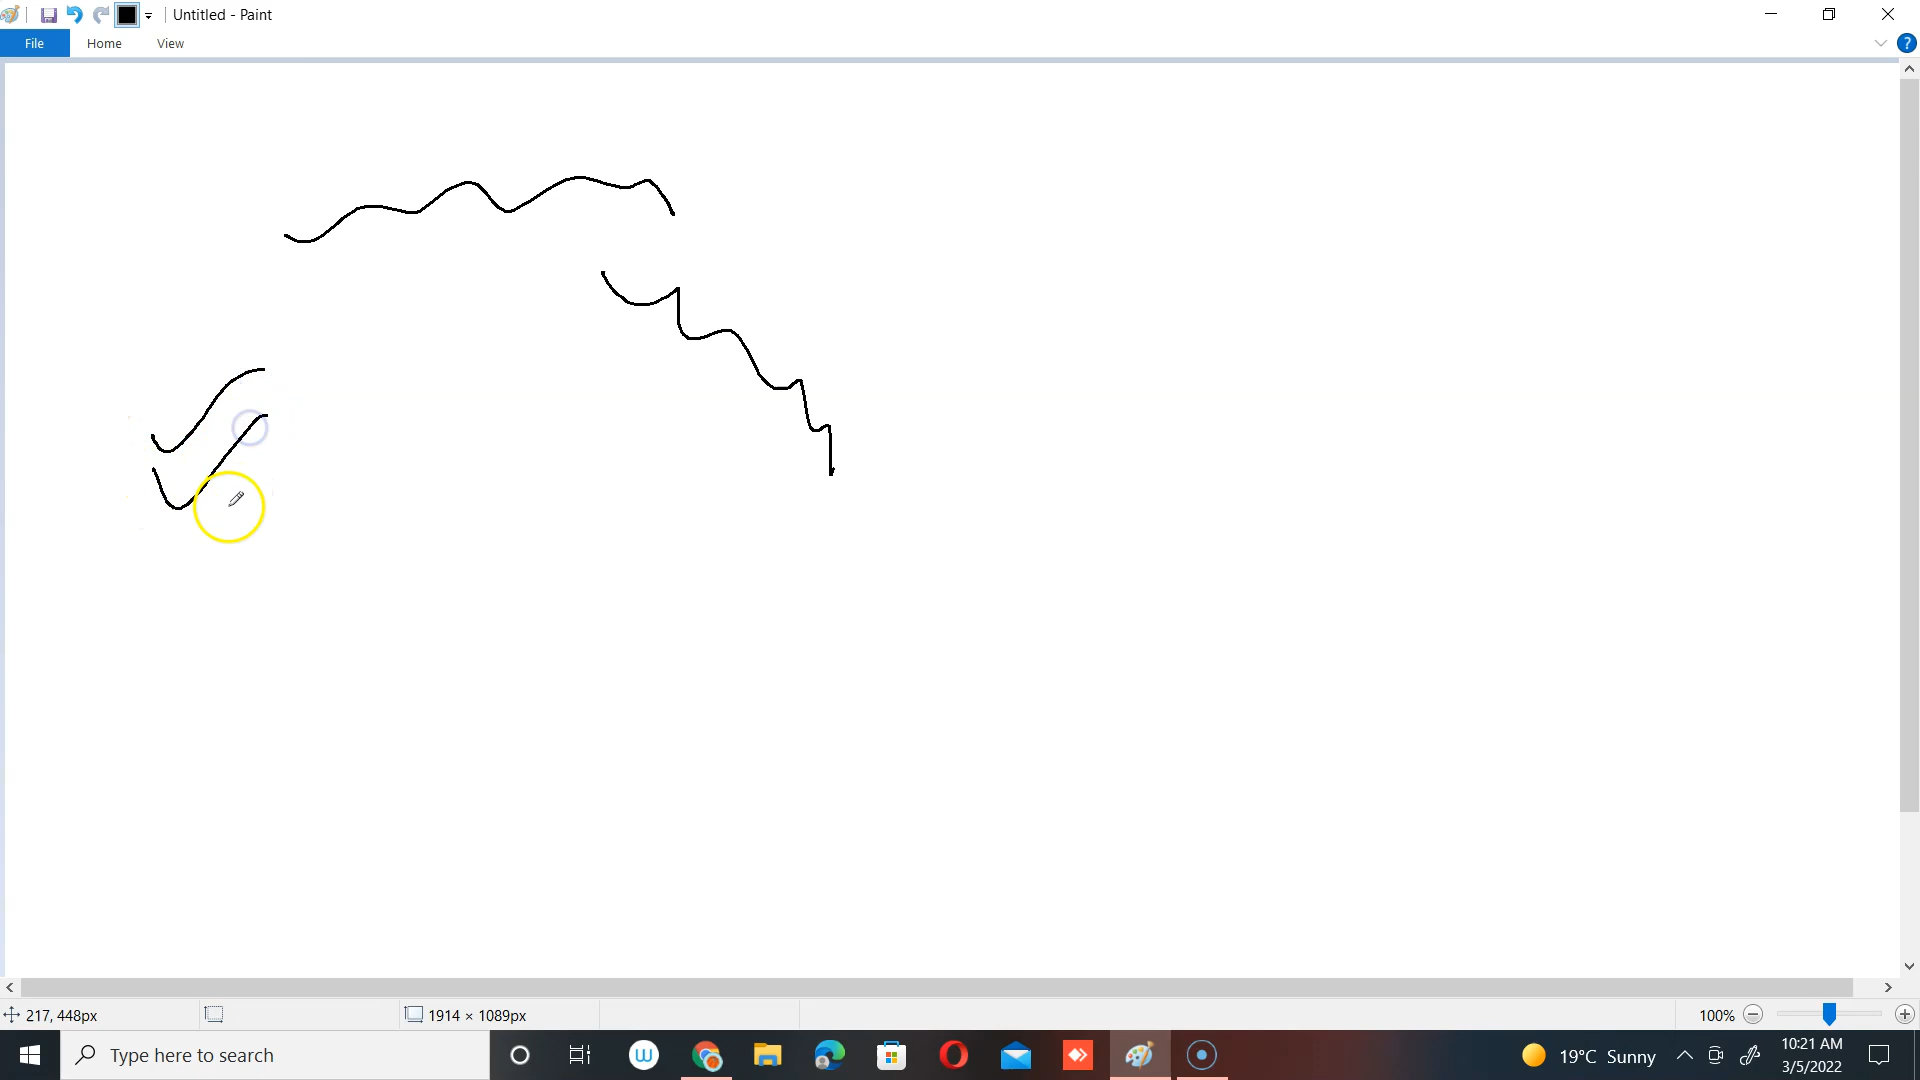 Untitled - Paint
File Home View
217, 448px 1914 × 1089px 100%
Type here to search 19°C Sunny 10:21 AM
3/5/2022